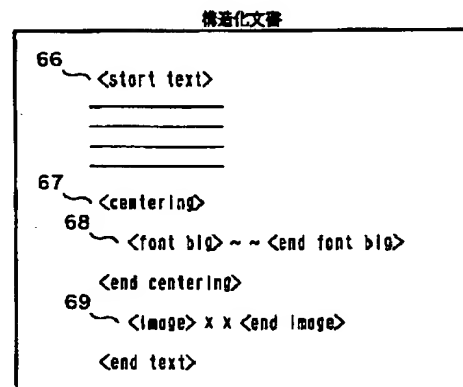 構造化文書
66 <start text>
67 <centering>
68 <font big> ~ ~ <end font big>
<end centering>
69 <image> x x <end image>
<end text>